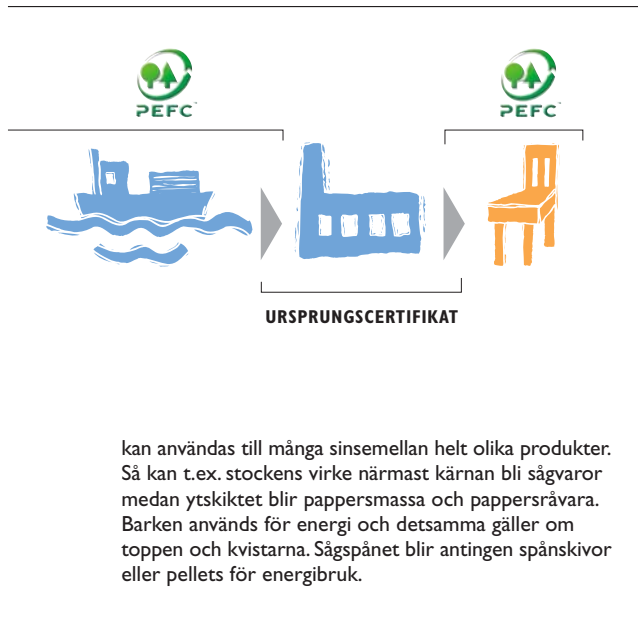 PEFC™ PEFC™
URSPRUNGSCERTIFIKAT
kan användas till många sinsemellan helt olika produkter.
Så kan t.ex. stockens virke närmast kärnan bli sågvaror
medan ytskiktet blir pappersmassa och pappersråvara.
Barken används för energi och detsamma gäller om
toppen och kvistarna. Sågspånet blir antingen spånskivor
eller pellets för energibruk.